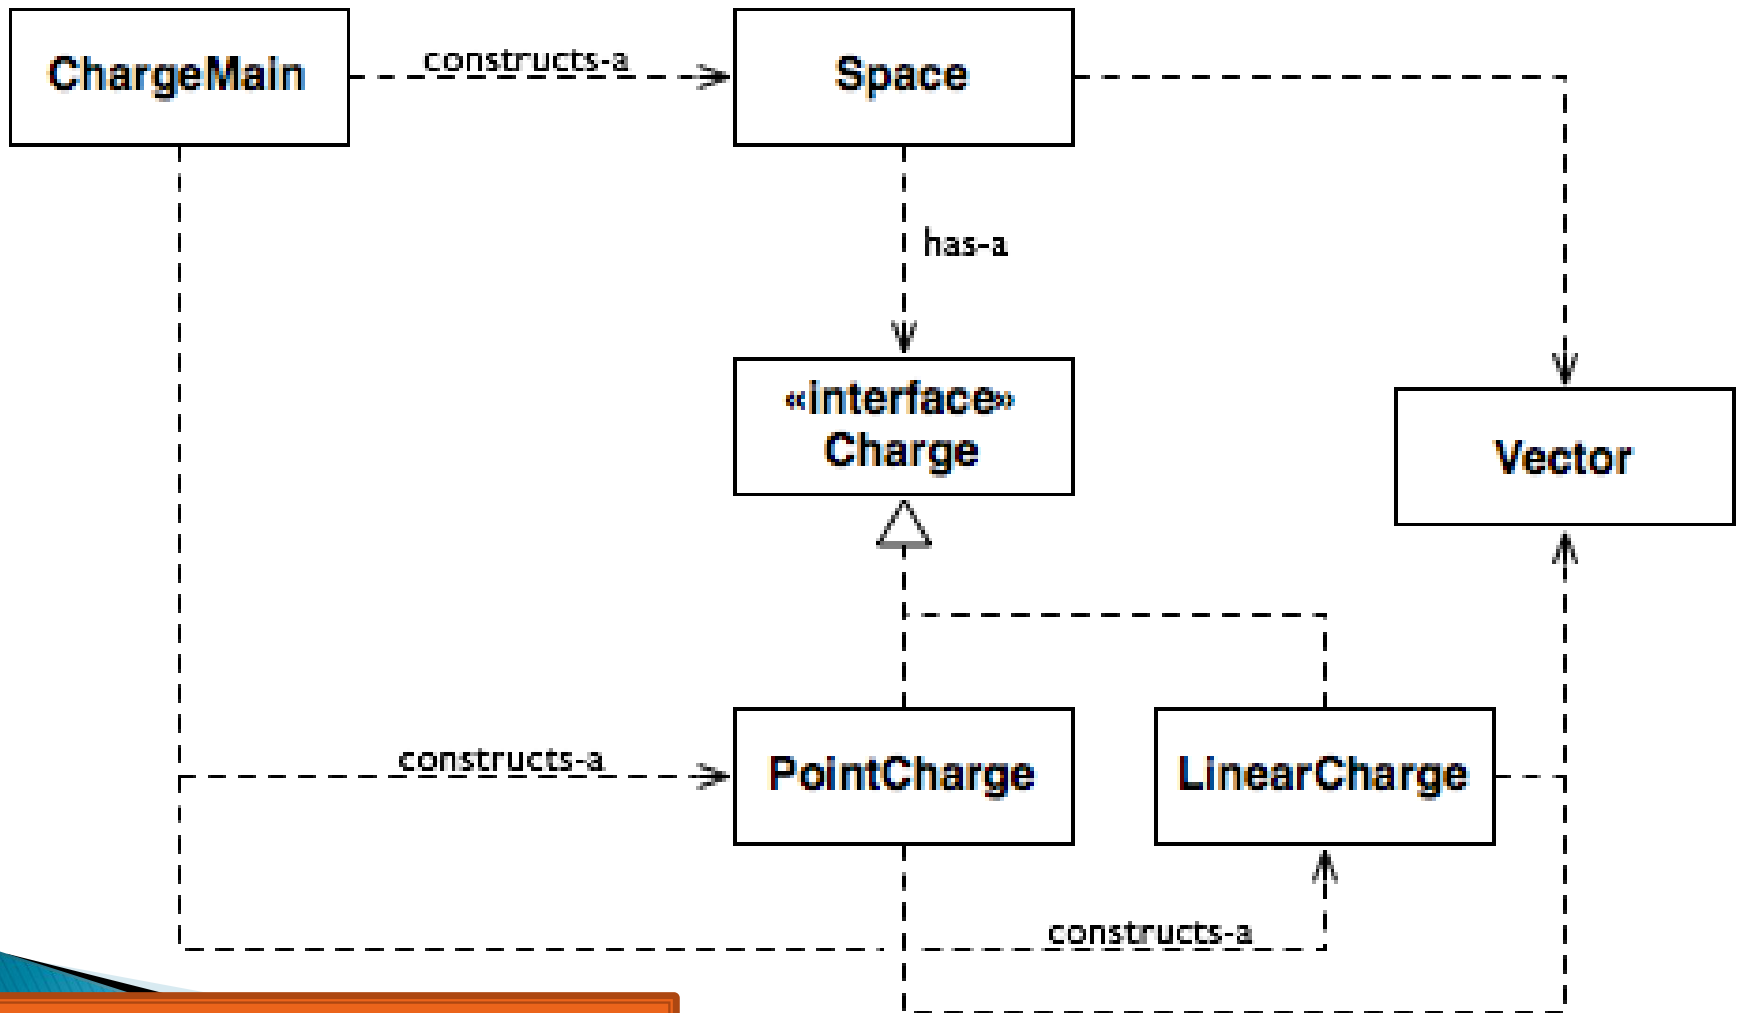 ChargeMain
constructs-a
Space
has-a
«interface»
Charge
Vector
constructs-a
PointCharge
LinearCharge
constructs-a